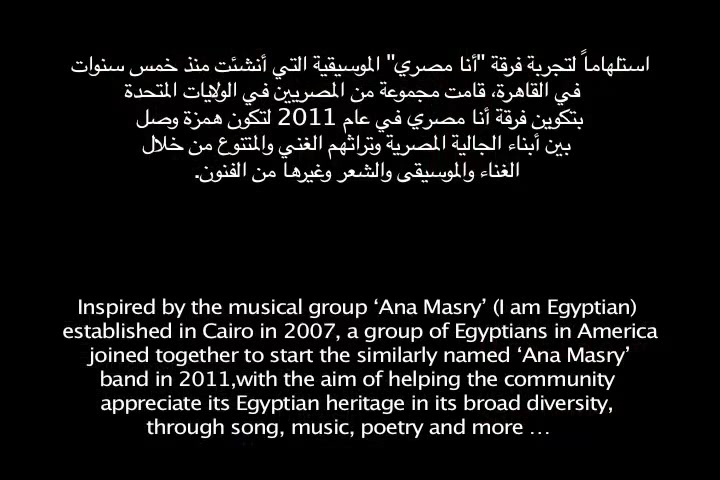 استلهاماً لتجربة فرقة "أنا مصري" الموسيقية التي أنشئت منذ خمس سنوات
في القاهرة، قامت مجموعة من المصريين في الولايات المتحدة
بتكوين فرقة أنا مصري في عام 2011 لتكون همزة وصل
بين أبناء الجالية المصرية وتراثهم الغني والمتنوع من خلال
الغناء والموسيقى والشعر وغيرها من الفنون.
Inspired by the musical group ‘Ana Masry’ (I am Egyptian)
established in Cairo in 2007, a group of Egyptians in America
joined together to start the similarly named ‘Ana Masry’
band in 2011,with the aim of helping the community
appreciate its Egyptian heritage in its broad diversity,
through song, music, poetry and more ...